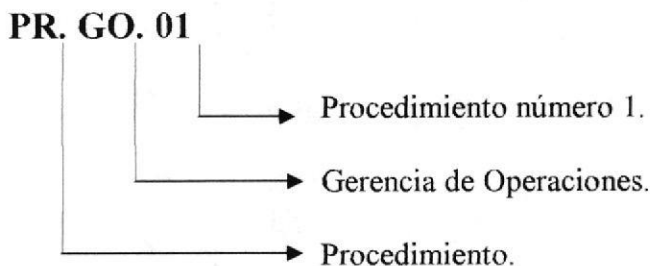 PR. GO. 01
Procedimiento número 1.
Gerencia de Operaciones.
Procedimiento.